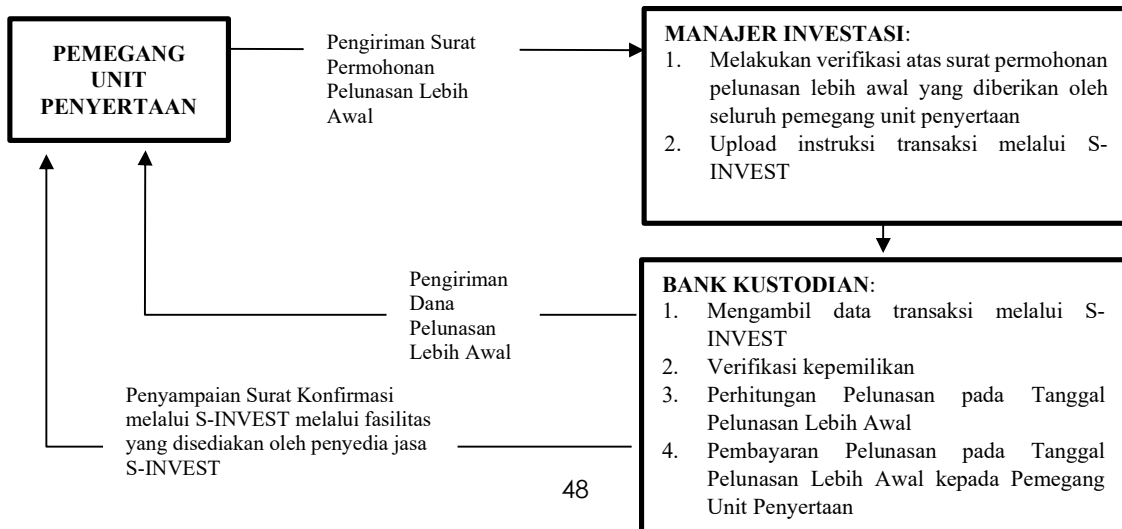 PEMEGANG
UNIT
PENYERTAAN
Pengiriman Surat
Permohonan
Pelunasan Lebih
Awal
MANAJER INVESTASI:
1. Melakukan verifikasi atas surat permohonan
pelunasan lebih awal yang diberikan oleh
seluruh pemegang unit penyertaan
2. Upload instruksi transaksi melalui S-
INVEST
Pengiriman
Dana
Pelunasan
Lebih Awal
BANK KUSTODIAN:
1. Mengambil data transaksi melalui S-
INVEST
2. Verifikasi kepemilikan
3. Perhitungan Pelunasan pada Tanggal
Pelunasan Lebih Awal
4. Pembayaran Pelunasan pada Tanggal
Pelunasan Lebih Awal kepada Pemegang
Unit Penyertaan
Penyampaian Surat Konfirmasi
melalui S-INVEST melalui fasilitas
yang disediakan oleh penyedia jasa
S-INVEST
48